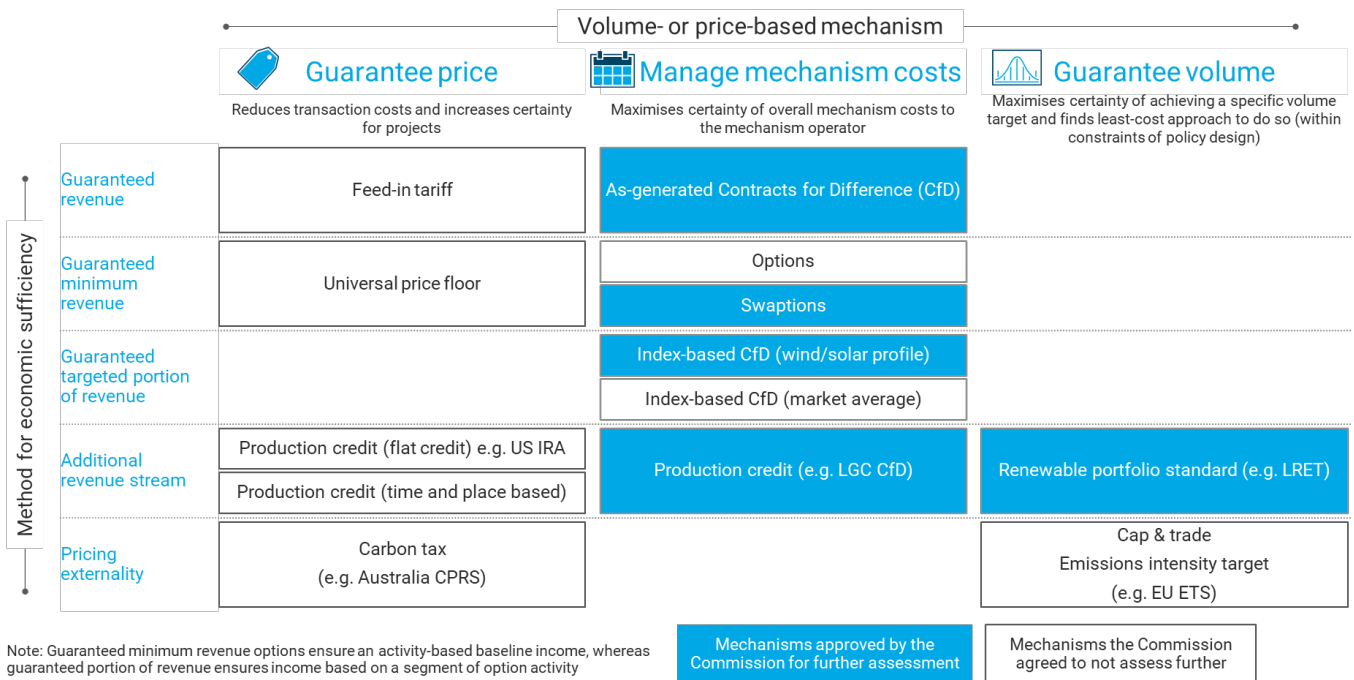 Volume- or price-based mechanism
Guarantee price
Manage mechanism costs
Guarantee volume
Reduces transaction costs and increases certainty
for projects
Maximises certainty of overall mechanism costs to
the mechanism operator
Maximises certainty of achieving a specific volume
target and finds least-cost approach to do so (within
constraints of policy design)
Method for economic sufficiency
Guaranteed
revenue
Feed-in tariff
As-generated Contracts for Difference (CfD)
Guaranteed
minimum
revenue
Universal price floor
Options
Swaptions
Guaranteed
targeted portion
of revenue
Index-based CfD (wind/solar profile)
Index-based CfD (market average)
Additional
revenue stream
Production credit (flat credit) e.g. US IRA
Production credit (time and place based)
Production credit (e.g. LGC CfD)
Renewable portfolio standard (e.g. LRET)
Pricing
externality
Carbon tax
(e.g. Australia CPRS)
Cap & trade
Emissions intensity target
(e.g. EU ETS)
Note: Guaranteed minimum revenue options ensure an activity-based baseline income, whereas
guaranteed portion of revenue ensures income based on a segment of option activity
Mechanisms approved by the
Commission for further assessment
Mechanisms the Commission
agreed to not assess further